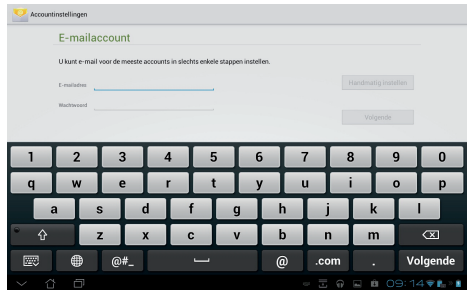 Accountinstellingen
E-mailaccount
U kunt e-mail voor de meeste accounts in slechts enkele stappen instellen.
E-mailadres
Handmatig instellen
Wachtwoord
Volgende
1 2 3 4 5 6 7 8 9 0
q w e r t y u i o p
a s d f g h j k l
z x c v b n m
@#_ @ .com . Volgende
09:14